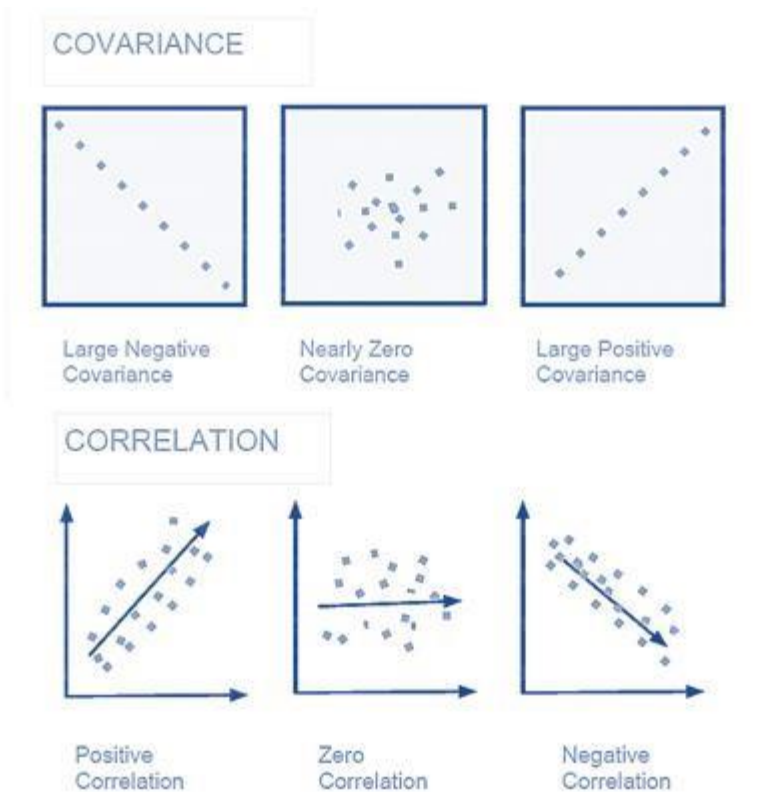 COVARIANCE
Large Negative
Covariance
Nearly Zero
Covariance
Large Positive
Covariance
CORRELATION
Positive
Correlation
Zero
Correlation
Negative
Correlation